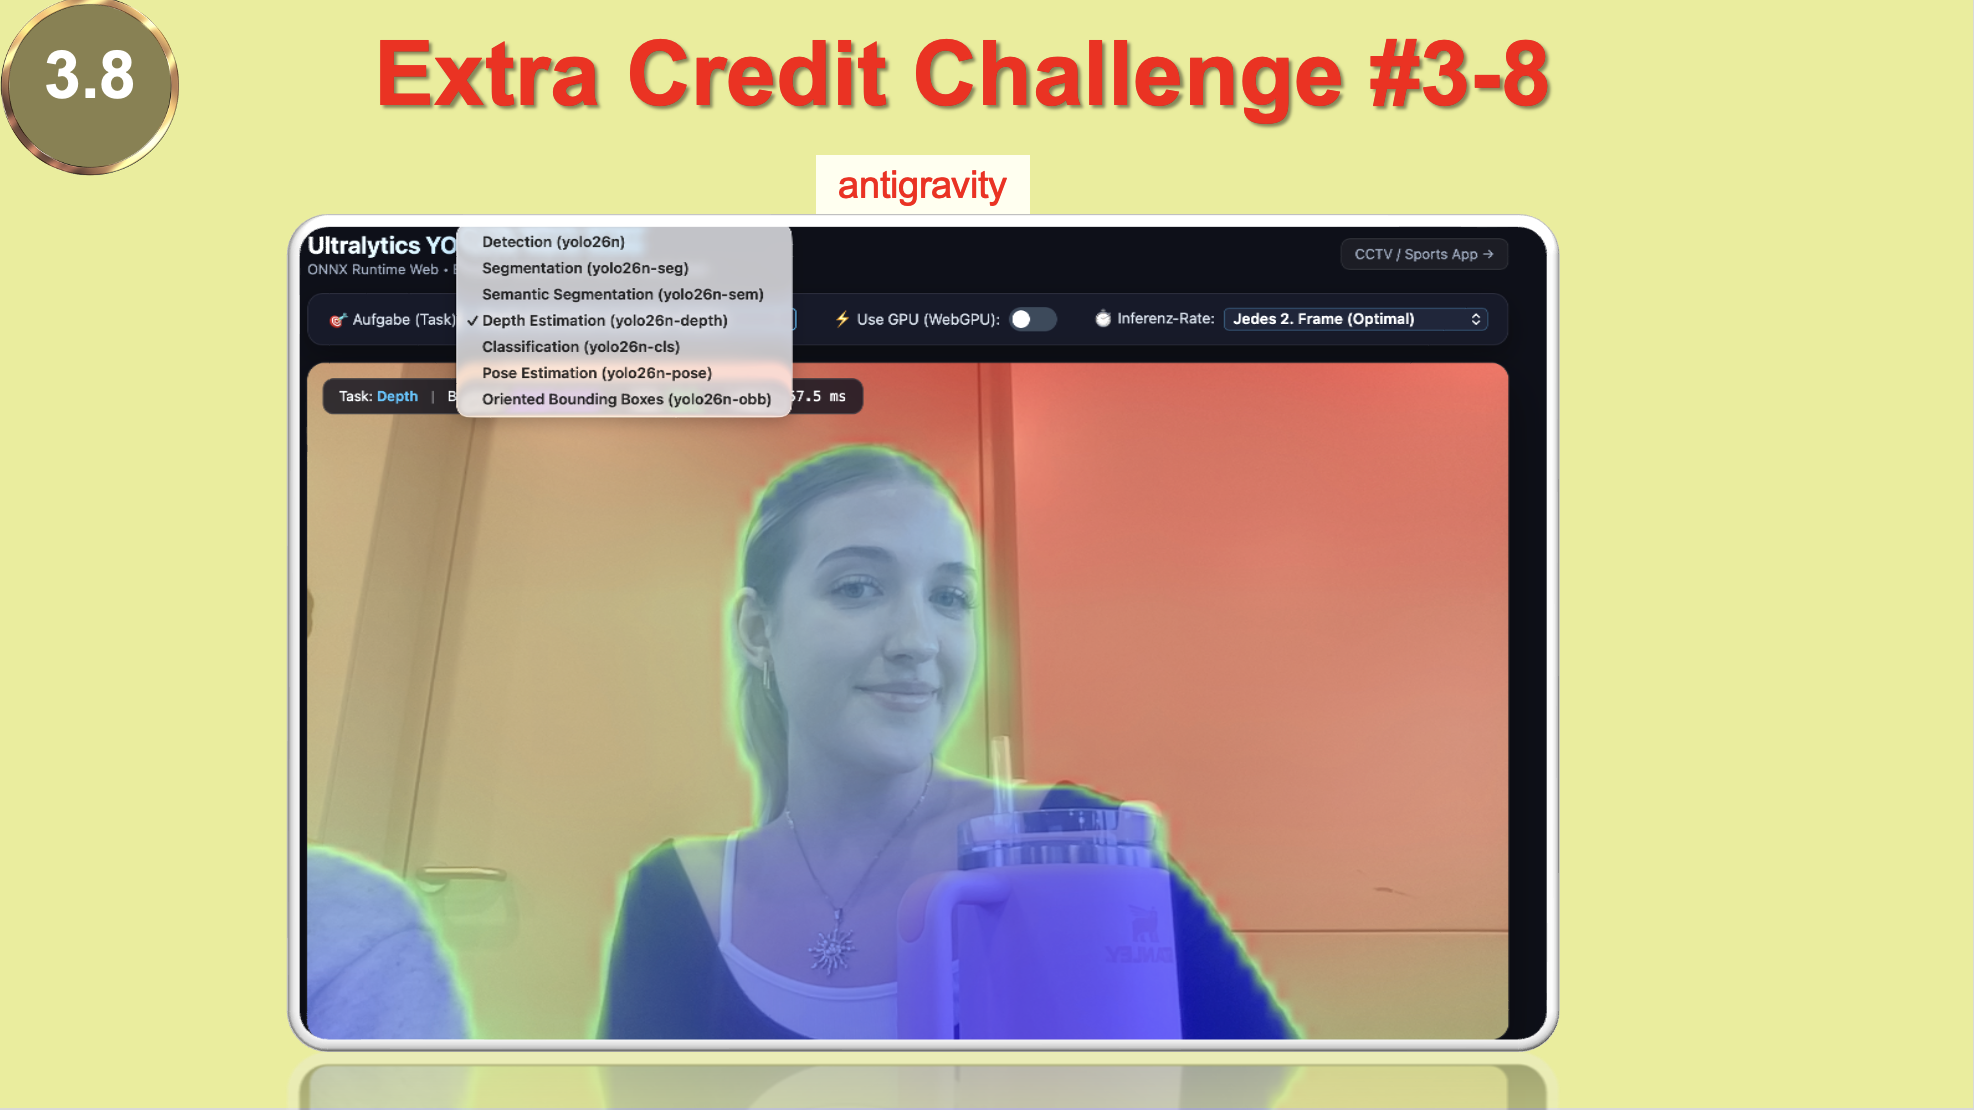 3.8
Extra Credit Challenge #3-8
antigravity
Ultralytics YO
ONNX Runtime Web •
CCTV / Sports App →
Detection (yolo26n)
Segmentation (yolo26n-seg)
Semantic Segmentation (yolo26n-sem)
✓ Depth Estimation (yolo26n-depth)
Classification (yolo26n-cls)
Pose Estimation (yolo26n-pose)
Oriented Bounding Boxes (yolo26n-obb)
🎯 Aufgabe (Task)
⚡ Use GPU (WebGPU):
⏱ Inferenz-Rate: Jedes 2. Frame (Optimal)
Task: Depth | B
7.5 ms
STANLEY